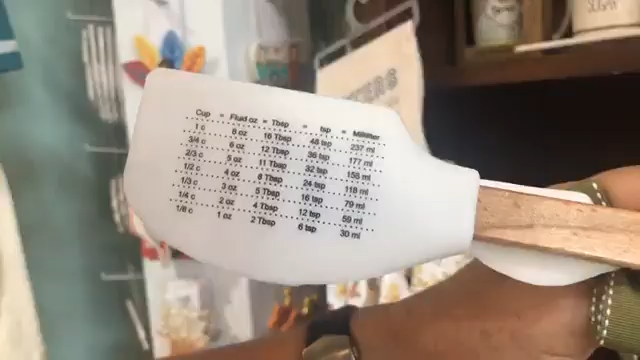 Cup = Fluid oz = Tbsp = tsp = Milliliter
1 c 8 oz 16 Tbsp 48 tsp 237 ml
3/4 c 6 oz 12 Tbsp 36 tsp 177 ml
2/3 c 5 oz 11 Tbsp 32 tsp 158 ml
1/2 c 4 oz 8 Tbsp 24 tsp 118 ml
1/3 c 3 oz 5 Tbsp 16 tsp 79 ml
1/4 c 2 oz 4 Tbsp 12 tsp 59 ml
1/8 c 1 oz 2 Tbsp 6 tsp 30 ml